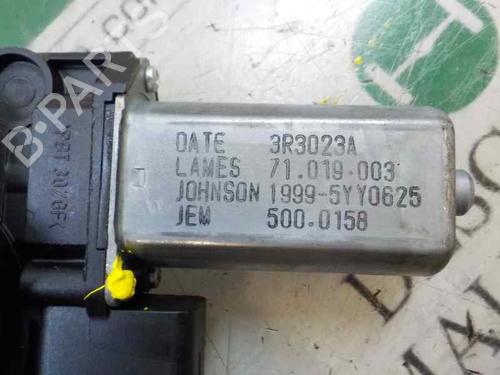 DATE 3R3023A
LAMES 71.019.003
JOHNSON 1999-5YY0625
JEM 500.0158
B-PARTS